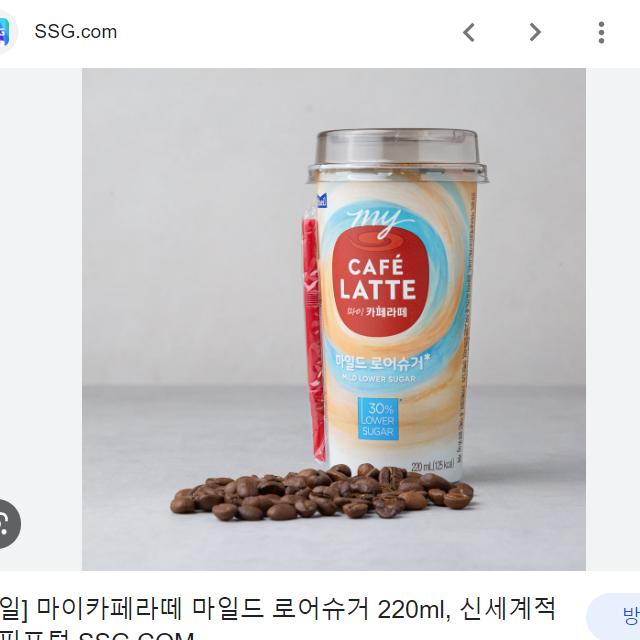 SSG.com
my
CAFÉ
LATTE
마이 카페라떼
마일드 로어슈거*
MILD LOWER SUGAR
30%
LOWER
SUGAR
220 mL (125 kcal)
일] 마이카페라떼 마일드 로어슈거 220ml, 신세계적
SSG.COM